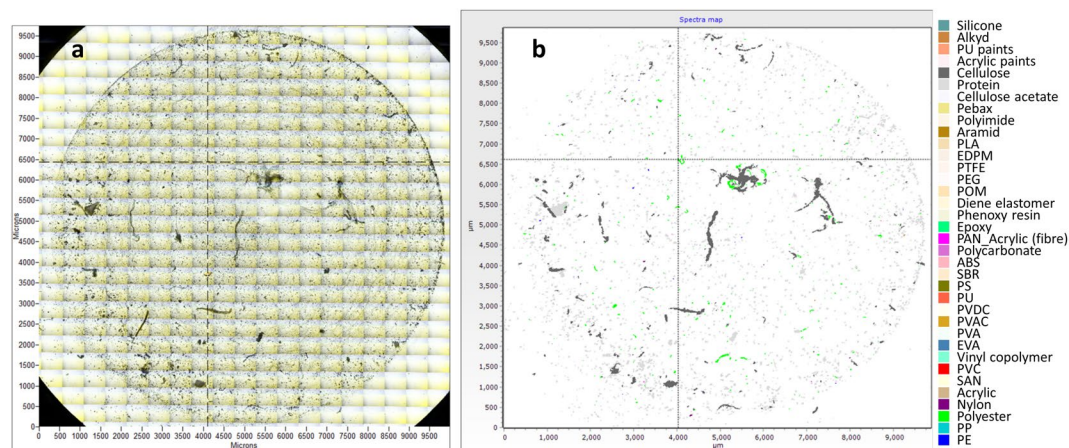 a
9500
9000
8500
8000
7500
7000
6500
6000
5500
5000
4500
4000
3500
3000
2500
2000
1500
1000
500
0
Microns
0 500 1000 1500 2000 2500 3000 3500 4000 4500 5000 5500 6000 6500 7000 7500 8000 8500 9000 9500
Microns
Spectra map
b
9,500
9,000
8,500
8,000
7,500
7,000
6,500
6,000
5,500
5,000
4,500
4,000
3,500
3,000
2,500
2,000
1,500
1,000
500
0
µm
0 1,000 2,000 3,000 4,000 5,000 6,000 7,000 8,000 9,000
µm
Silicone
Alkyd
PU paints
Acrylic paints
Cellulose
Protein
Cellulose acetate
Pebax
Polyimide
Aramid
PLA
EDPM
PTFE
PEG
POM
Diene elastomer
Phenoxy resin
Epoxy
PAN_Acrylic (fibre)
Polycarbonate
ABS
SBR
PS
PU
PVDC
PVAC
PVA
EVA
Vinyl copolymer
PVC
SAN
Acrylic
Nylon
Polyester
PP
PE